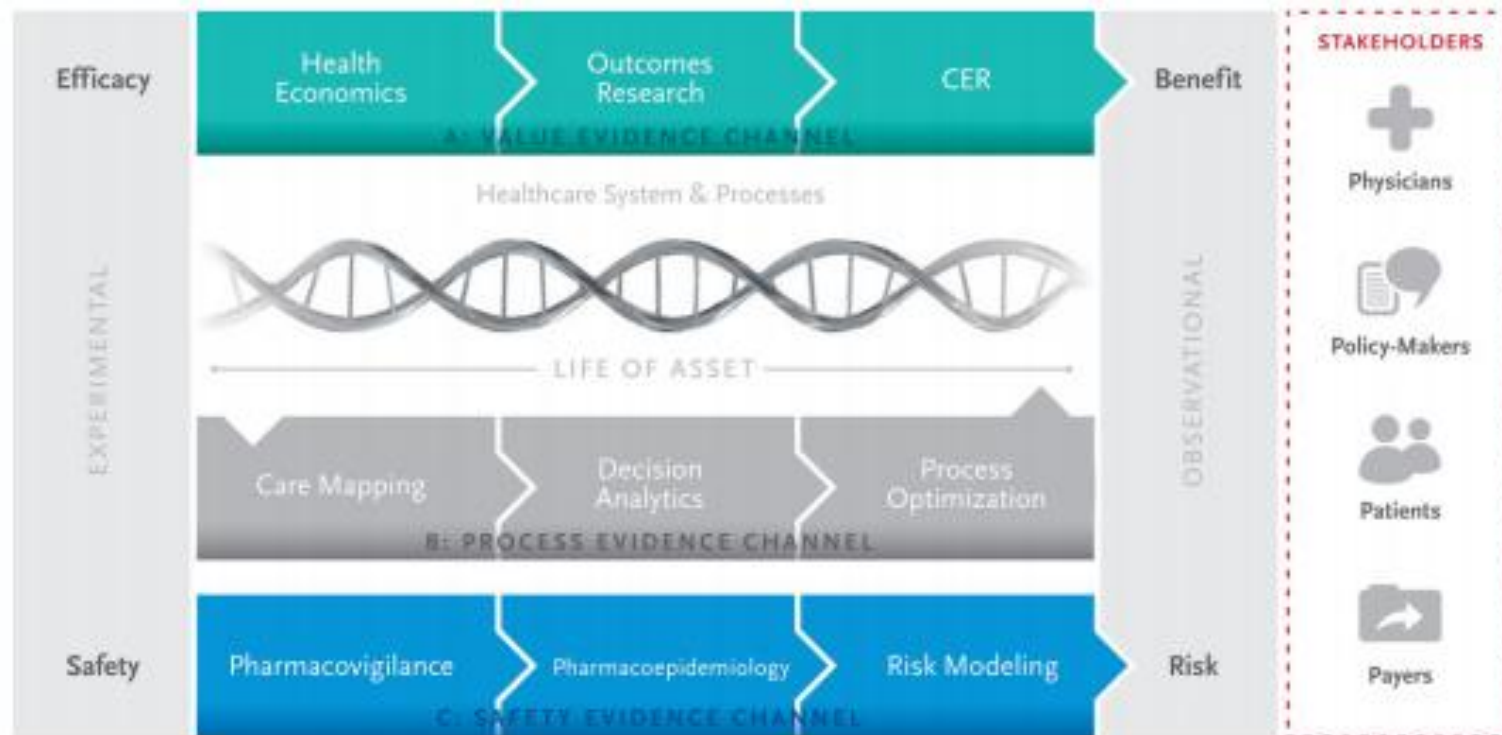 Efficacy
Health
Economics
Outcomes
Research
CER
Benefit
A: VALUE EVIDENCE CHANNEL
Healthcare System & Processes
EXPERIMENTAL
LIFE OF ASSET
OBSERVATIONAL
Care Mapping
Decision
Analytics
Process
Optimization
B: PROCESS EVIDENCE CHANNEL
Safety
Pharmacovigilance
Pharmacoepidemiology
Risk Modeling
Risk
C: SAFETY EVIDENCE CHANNEL
STAKEHOLDERS
Physicians
Policy-Makers
Patients
Payers